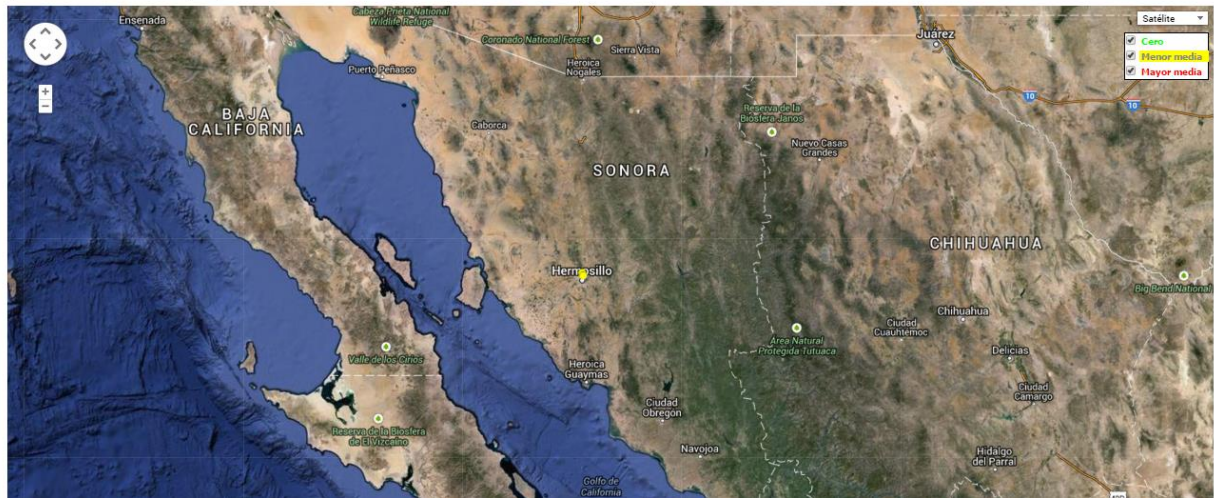 Ensenada
Cabeza Prieta National
Wildlife Refuge
Coronado National Forest
Sierra Vista
Heroica
Nogales
Puerto Peñasco
Juárez
Satélite
Cero
Menor media
Mayor media
10
10
BAJA
CALIFORNIA
Caborca
Reserva de la
Biosfera Janos
Nuevo Casas
Grandes
SONORA
CHIHUAHUA
Hermosillo
Big Bend National
Chihuahua
Ciudad
Cuauhtemoc
Área Natural
Protegida Tutuaca
Delicias
Valle de los Cirios
Heroica
Guaymas
Ciudad
Camargo
Ciudad
Obregón
Reserva de la Biosfera
de El Vizcaíno
Navojoa
Hidalgo
del Parral
Golfo de
California